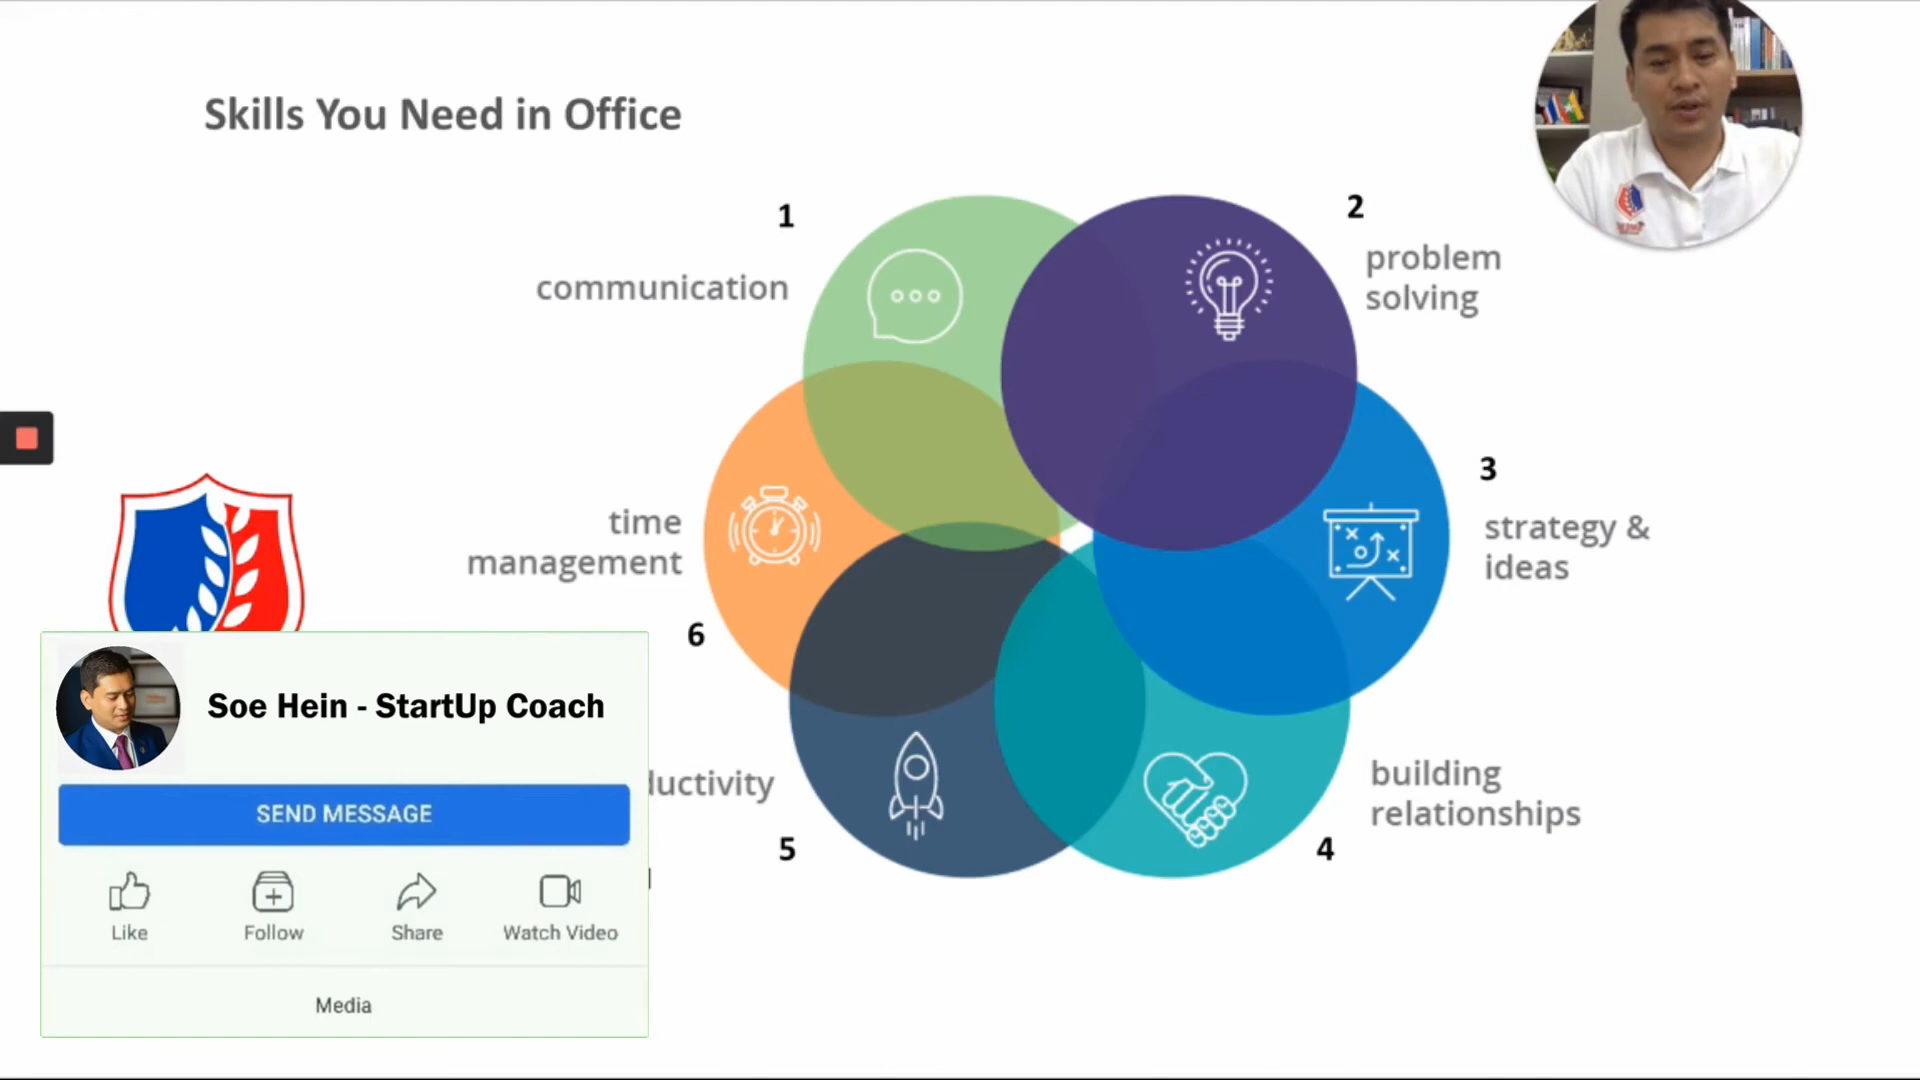 Skills You Need in Office
1
communication
2
problem
solving
3
strategy &
ideas
time
management
6
Soe Hein - StartUp Coach
SEND MESSAGE
Like
Follow
Share
Watch Video
Media
ductivity
5
building
relationships
4